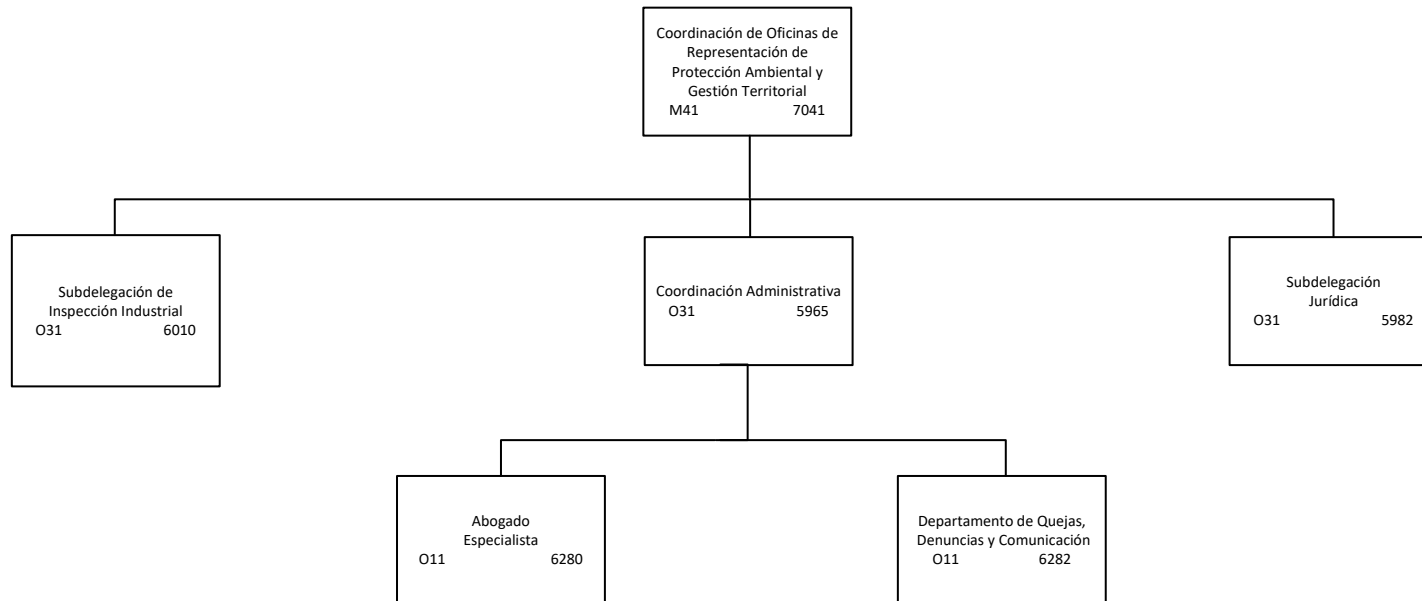 Coordinación de Oficinas de
Representación de
Protección Ambiental y
Gestión Territorial
M41 7041
Subdelegación de
Inspección Industrial
O31 6010
Coordinación Administrativa
O31 5965
Subdelegación
Jurídica
O31 5982
Abogado
Especialista
O11 6280
Departamento de Quejas,
Denuncias y Comunicación
O11 6282